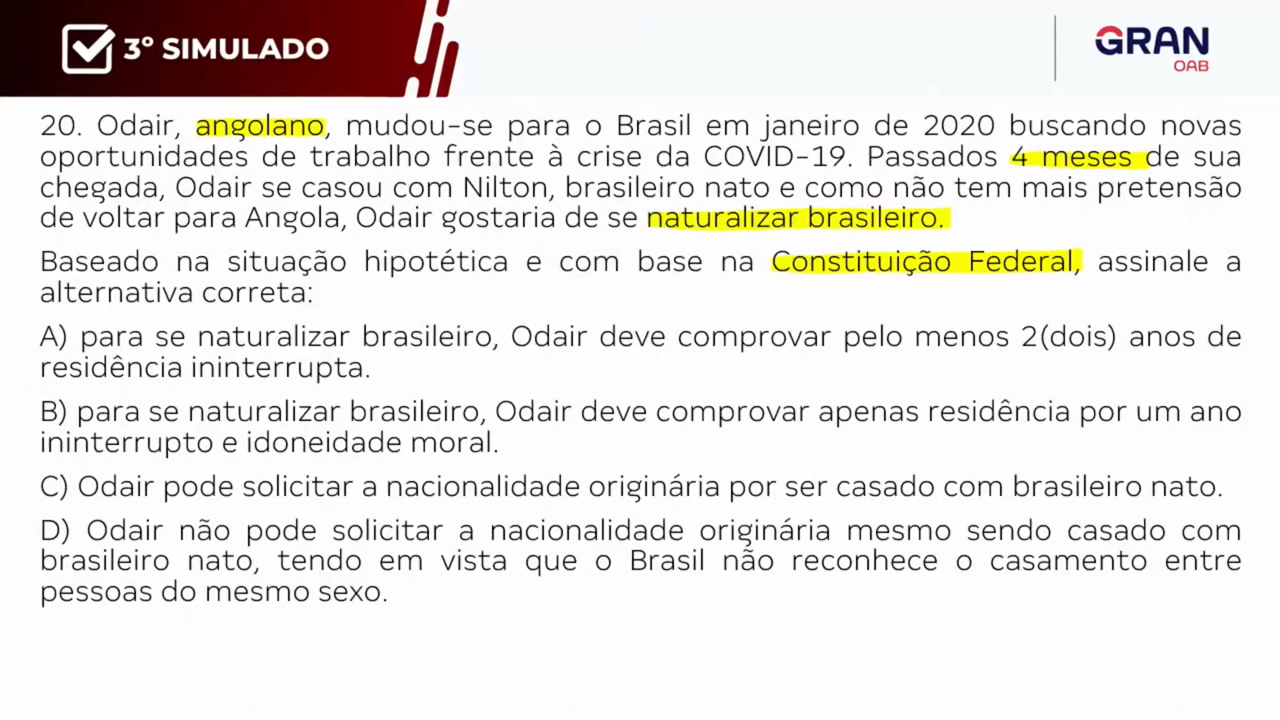 3º SIMULADO
GRAN
OAB
20. Odair, angolano, mudou-se para o Brasil em janeiro de 2020 buscando novas
oportunidades de trabalho frente à crise da COVID-19. Passados 4 meses de sua
chegada, Odair se casou com Nilton, brasileiro nato e como não tem mais pretensão
de voltar para Angola, Odair gostaria de se naturalizar brasileiro.
Baseado na situação hipotética e com base na Constituição Federal, assinale a
alternativa correta:
A) para se naturalizar brasileiro, Odair deve comprovar pelo menos 2(dois) anos de
residência ininterrupta.
B) para se naturalizar brasileiro, Odair deve comprovar apenas residência por um ano
ininterrupto e idoneidade moral.
C) Odair pode solicitar a nacionalidade originária por ser casado com brasileiro nato.
D) Odair não pode solicitar a nacionalidade originária mesmo sendo casado com
brasileiro nato, tendo em vista que o Brasil não reconhece o casamento entre
pessoas do mesmo sexo.